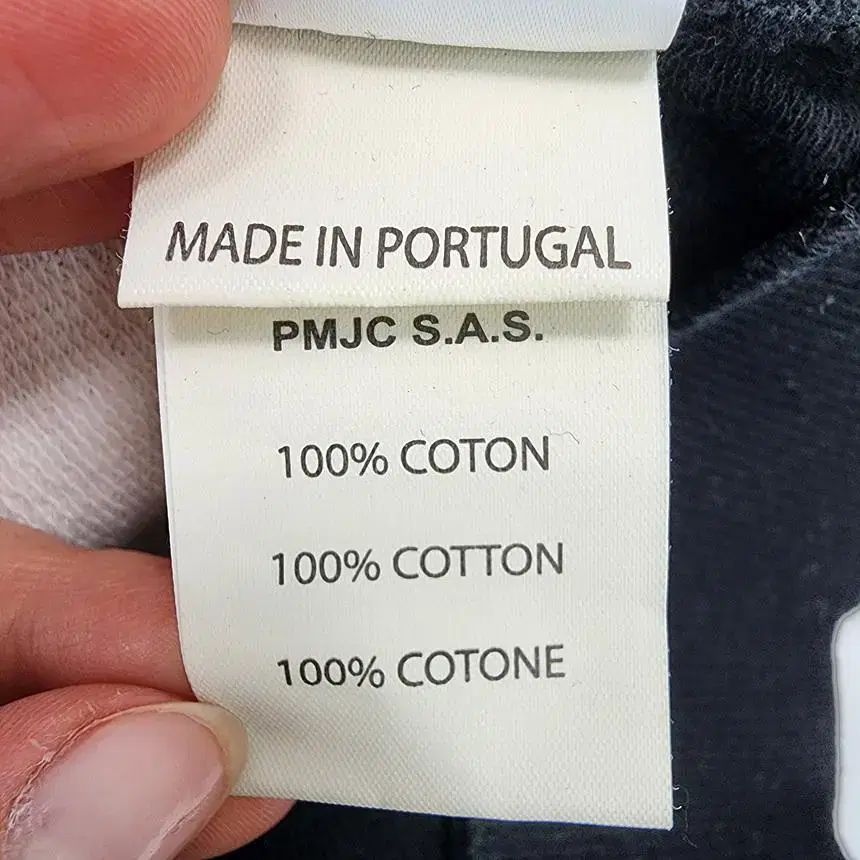 MADE IN PORTUGAL
PMJC S.A.S.
100% COTON
100% COTTON
100% COTONE